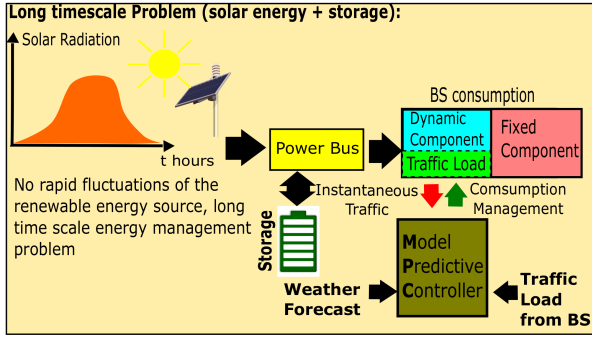 Long timescale Problem (solar energy + storage):
Solar Radiation
t hours
No rapid fluctuations of the
renewable energy source, long
time scale energy management
problem
Power Bus
Storage
BS consumption
Dynamic
Component
Traffic Load
Fixed
Component
Instantaneous
Traffic
Comsumption
Management
Model
Predictive
Controller
Weather
Forecast
Traffic
Load
from BS